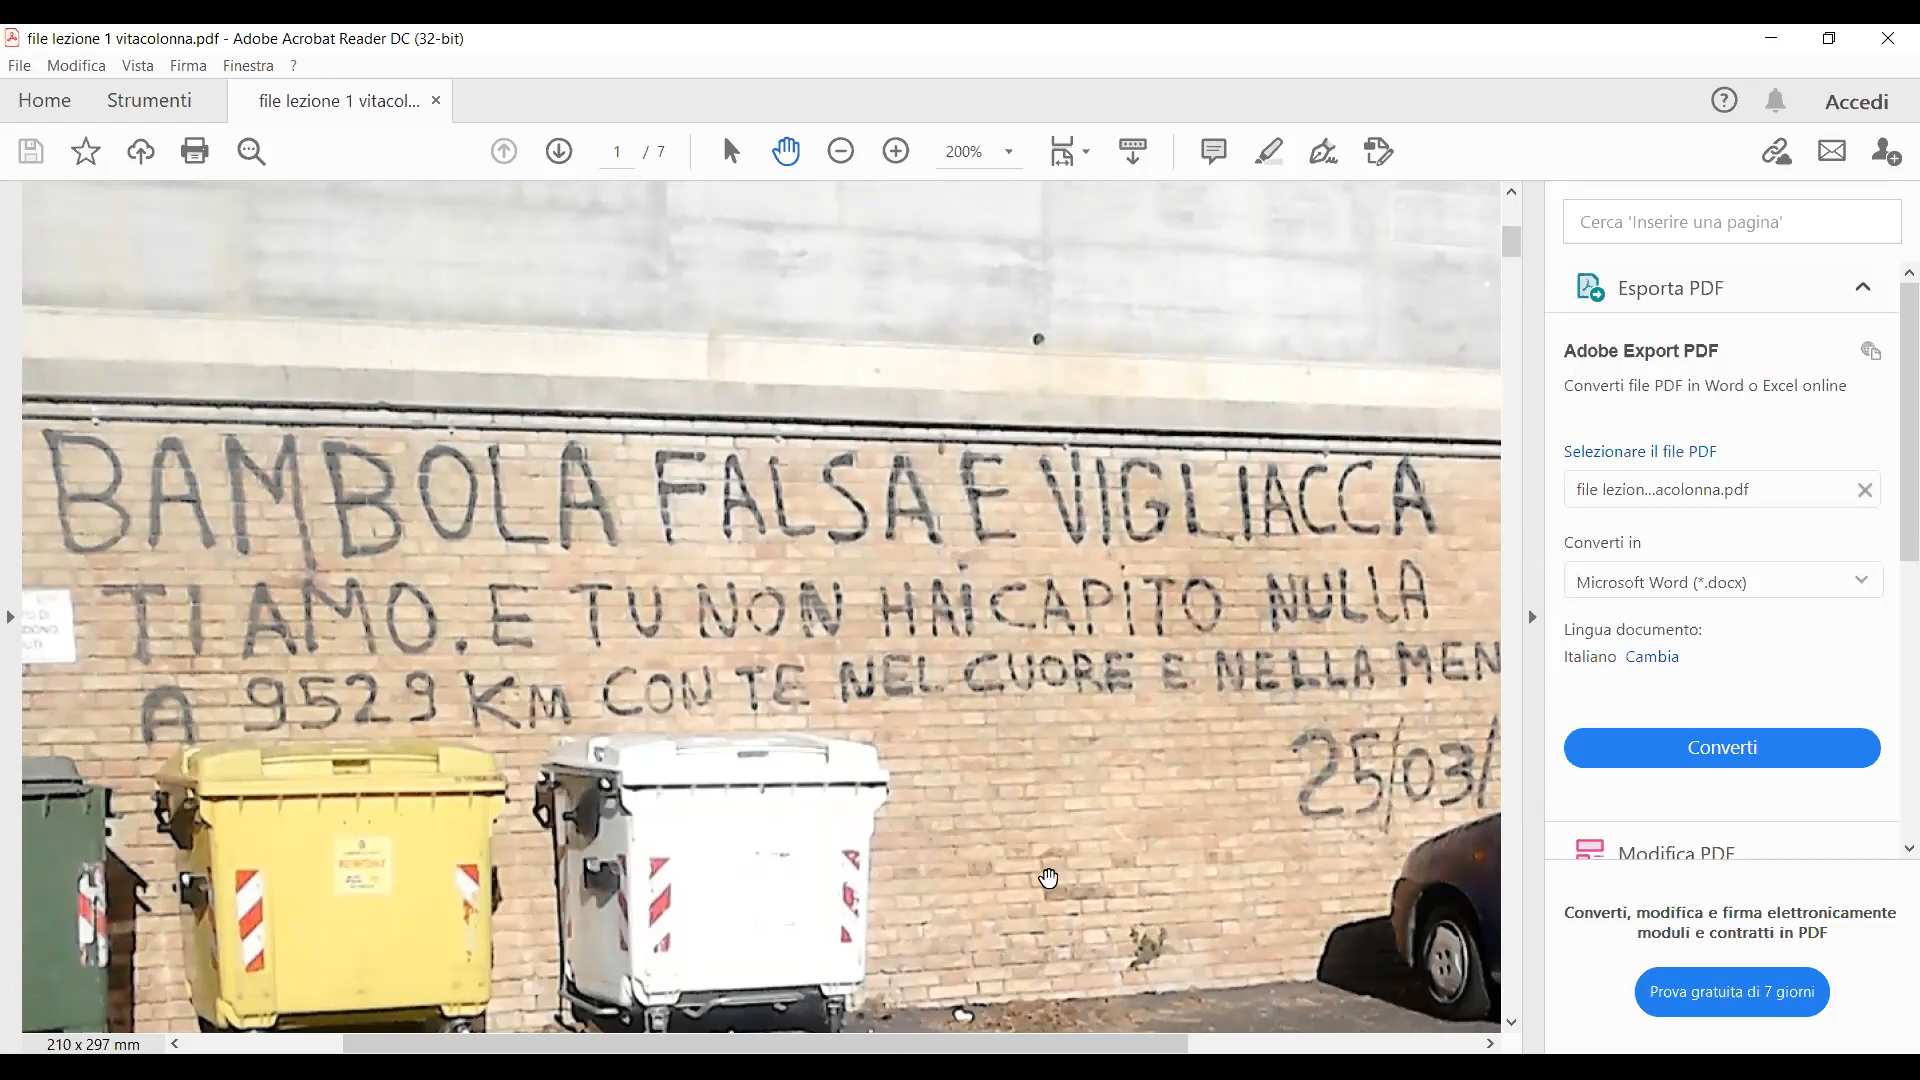 file lezione 1 vitacolonna.pdf - Adobe Acrobat Reader DC (32-bit)
File Modifica Vista Firma Finestra ?
Home Strumenti file lezione 1 vitacol... Accedi
1 / 7 200%
Cerca 'Inserire una pagina'
Esporta PDF
Adobe Export PDF
Converti file PDF in Word o Excel online
Selezionare il file PDF
file lezion...acolonna.pdf
Converti in
Microsoft Word (*.docx)
Lingua documento:
Italiano Cambia
Converti
Modifica PDF
Converti, modifica e firma elettronicamente
moduli e contratti in PDF
Prova gratuita di 7 giorni
BAMBOLA FALSA E VIGLIACCA
TI AMO. E TU NON HAI CAPITO NULLA
A 9529 KM CON TE NEL CUORE E NELLA MEN
25/03/
210 x 297 mm